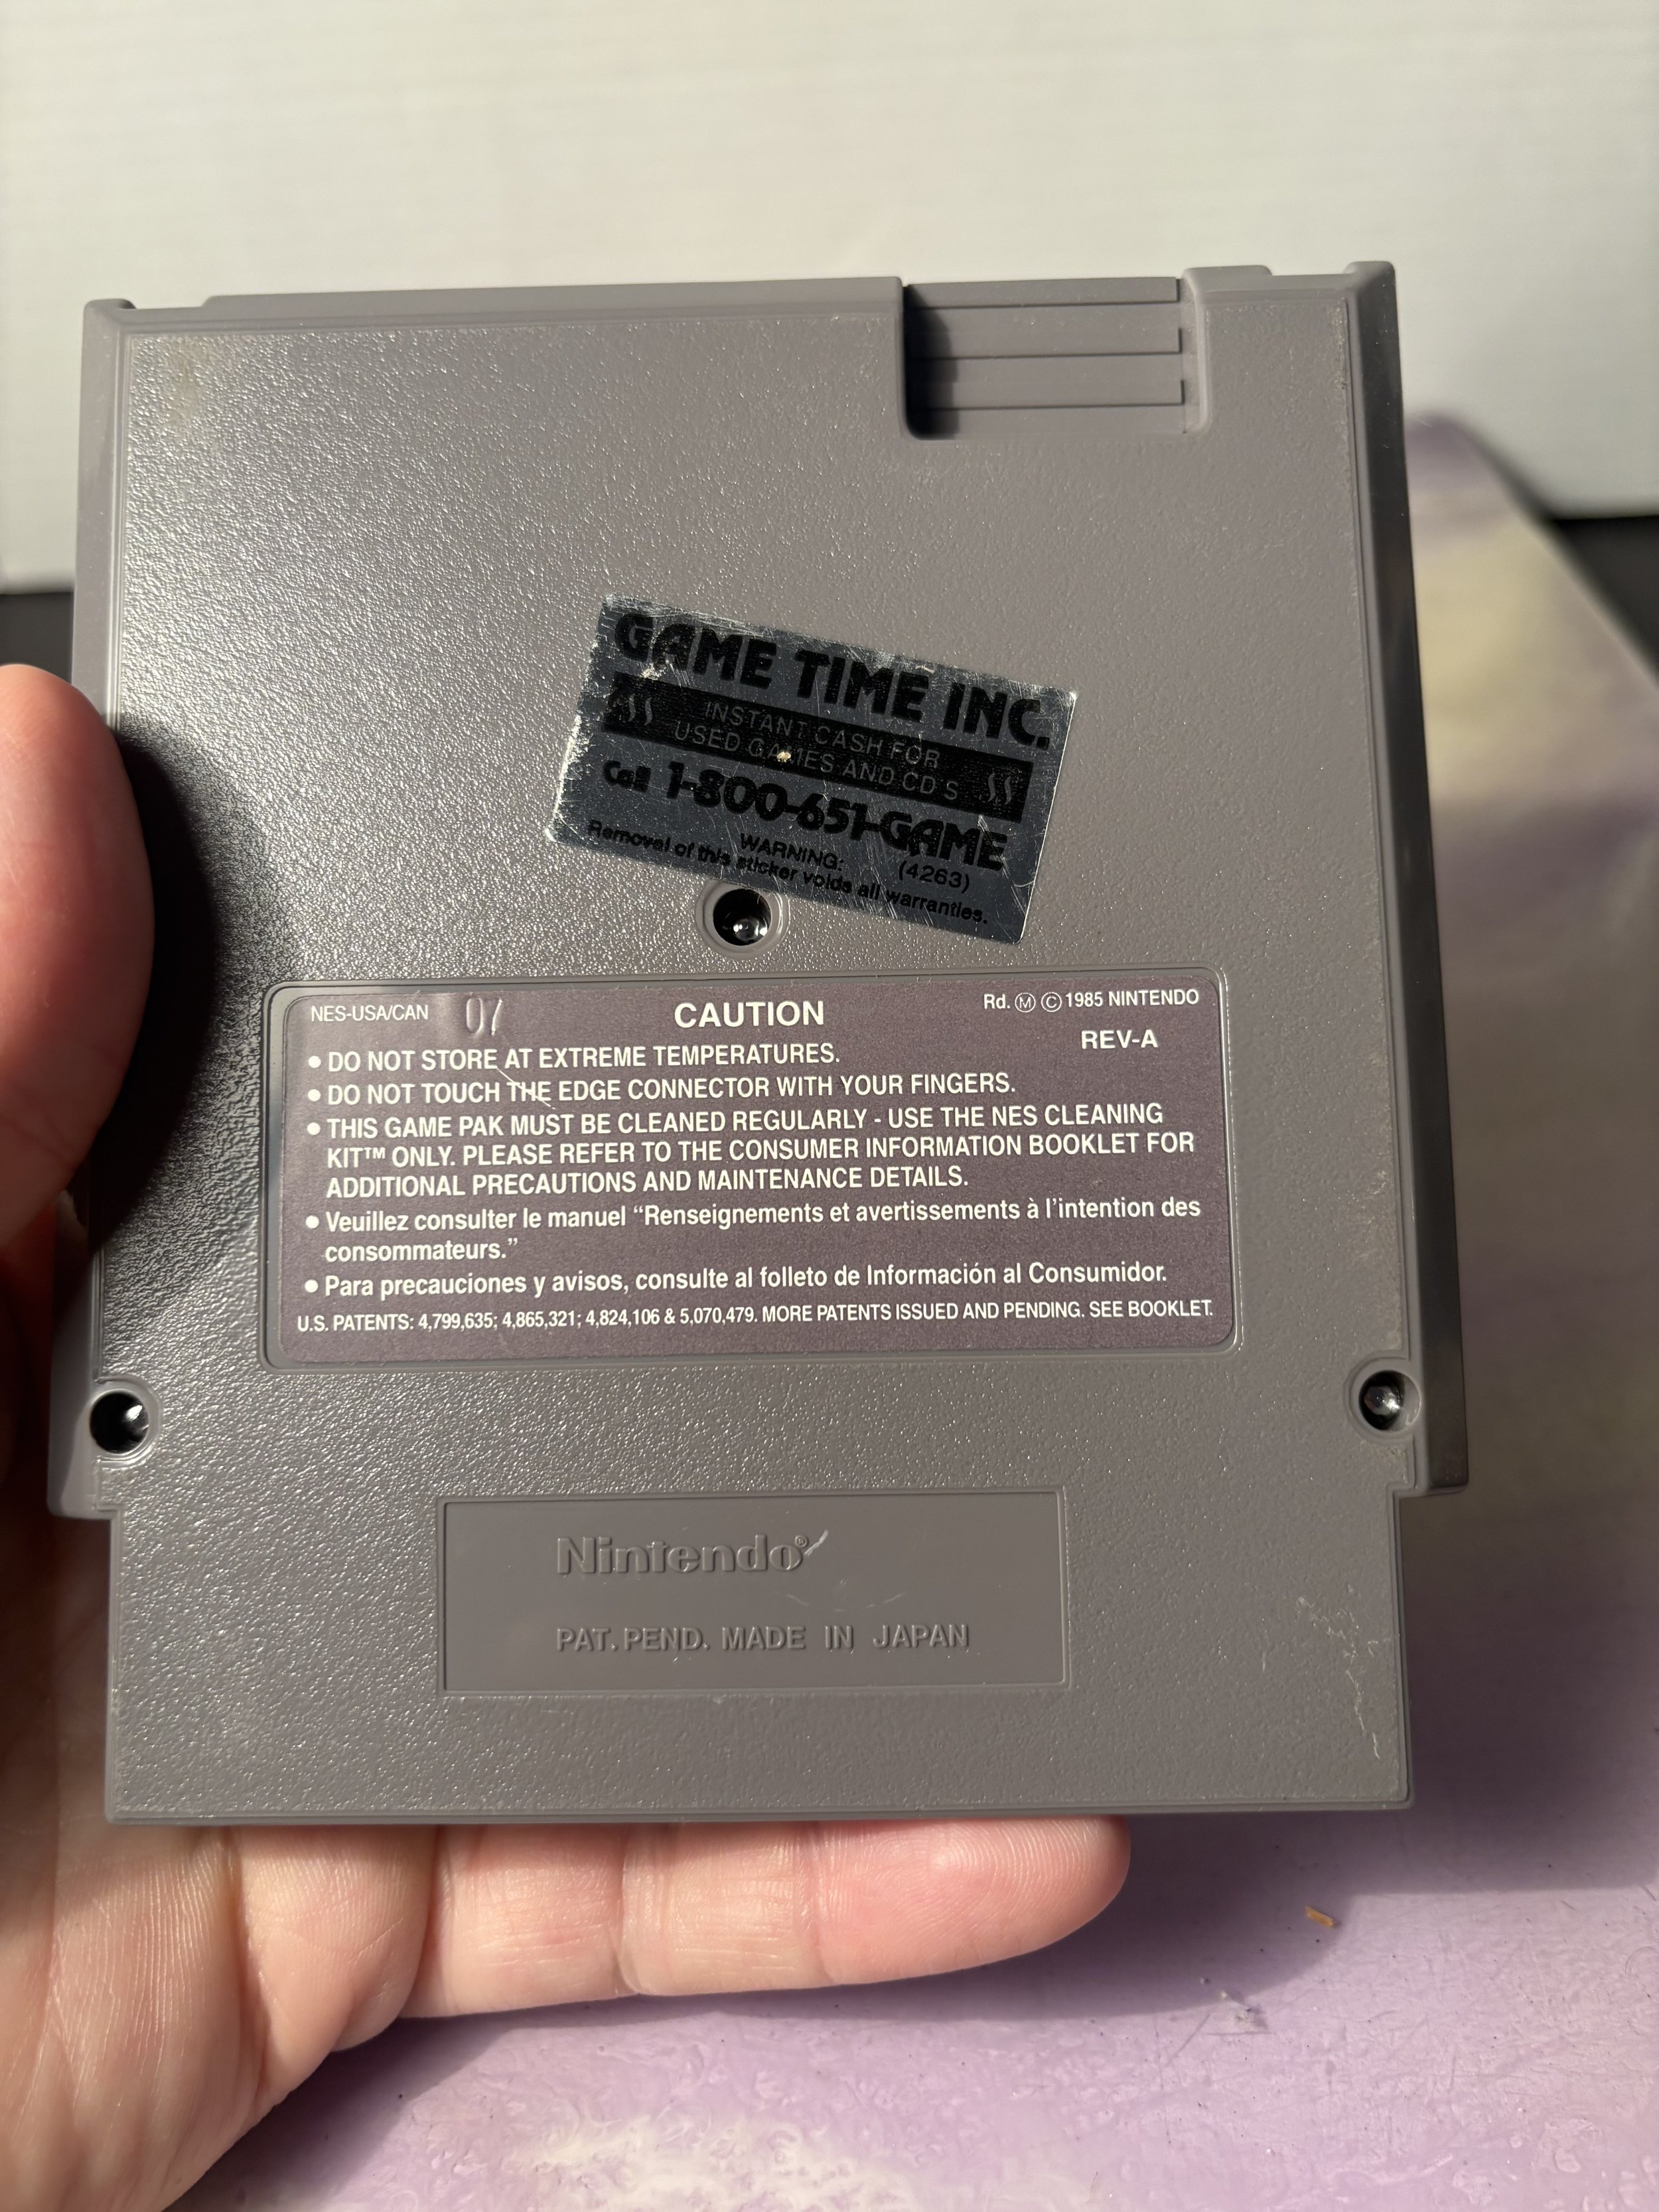 GAME TIME INC.
INSTANT CASH FOR
USED GAMES AND CD S
Call 1-800-651-GAME
(4263)
WARNING:
Removal of this sticker voids all warranties.
NES-USA/CAN 07 CAUTION Rd. Ⓜ © 1985 NINTENDO
REV-A
• DO NOT STORE AT EXTREME TEMPERATURES.
• DO NOT TOUCH THE EDGE CONNECTOR WITH YOUR FINGERS.
• THIS GAME PAK MUST BE CLEANED REGULARLY - USE THE NES CLEANING
KIT™ ONLY. PLEASE REFER TO THE CONSUMER INFORMATION BOOKLET FOR
ADDITIONAL PRECAUTIONS AND MAINTENANCE DETAILS.
• Veuillez consulter le manuel “Renseignements et avertissements à l’intention des
consommateurs.”
• Para precauciones y avisos, consulte al folleto de Información al Consumidor.
U.S. PATENTS: 4,799,635; 4,865,321; 4,824,106 & 5,070,479. MORE PATENTS ISSUED AND PENDING. SEE BOOKLET.
Nintendo®
PAT. PEND. MADE IN JAPAN